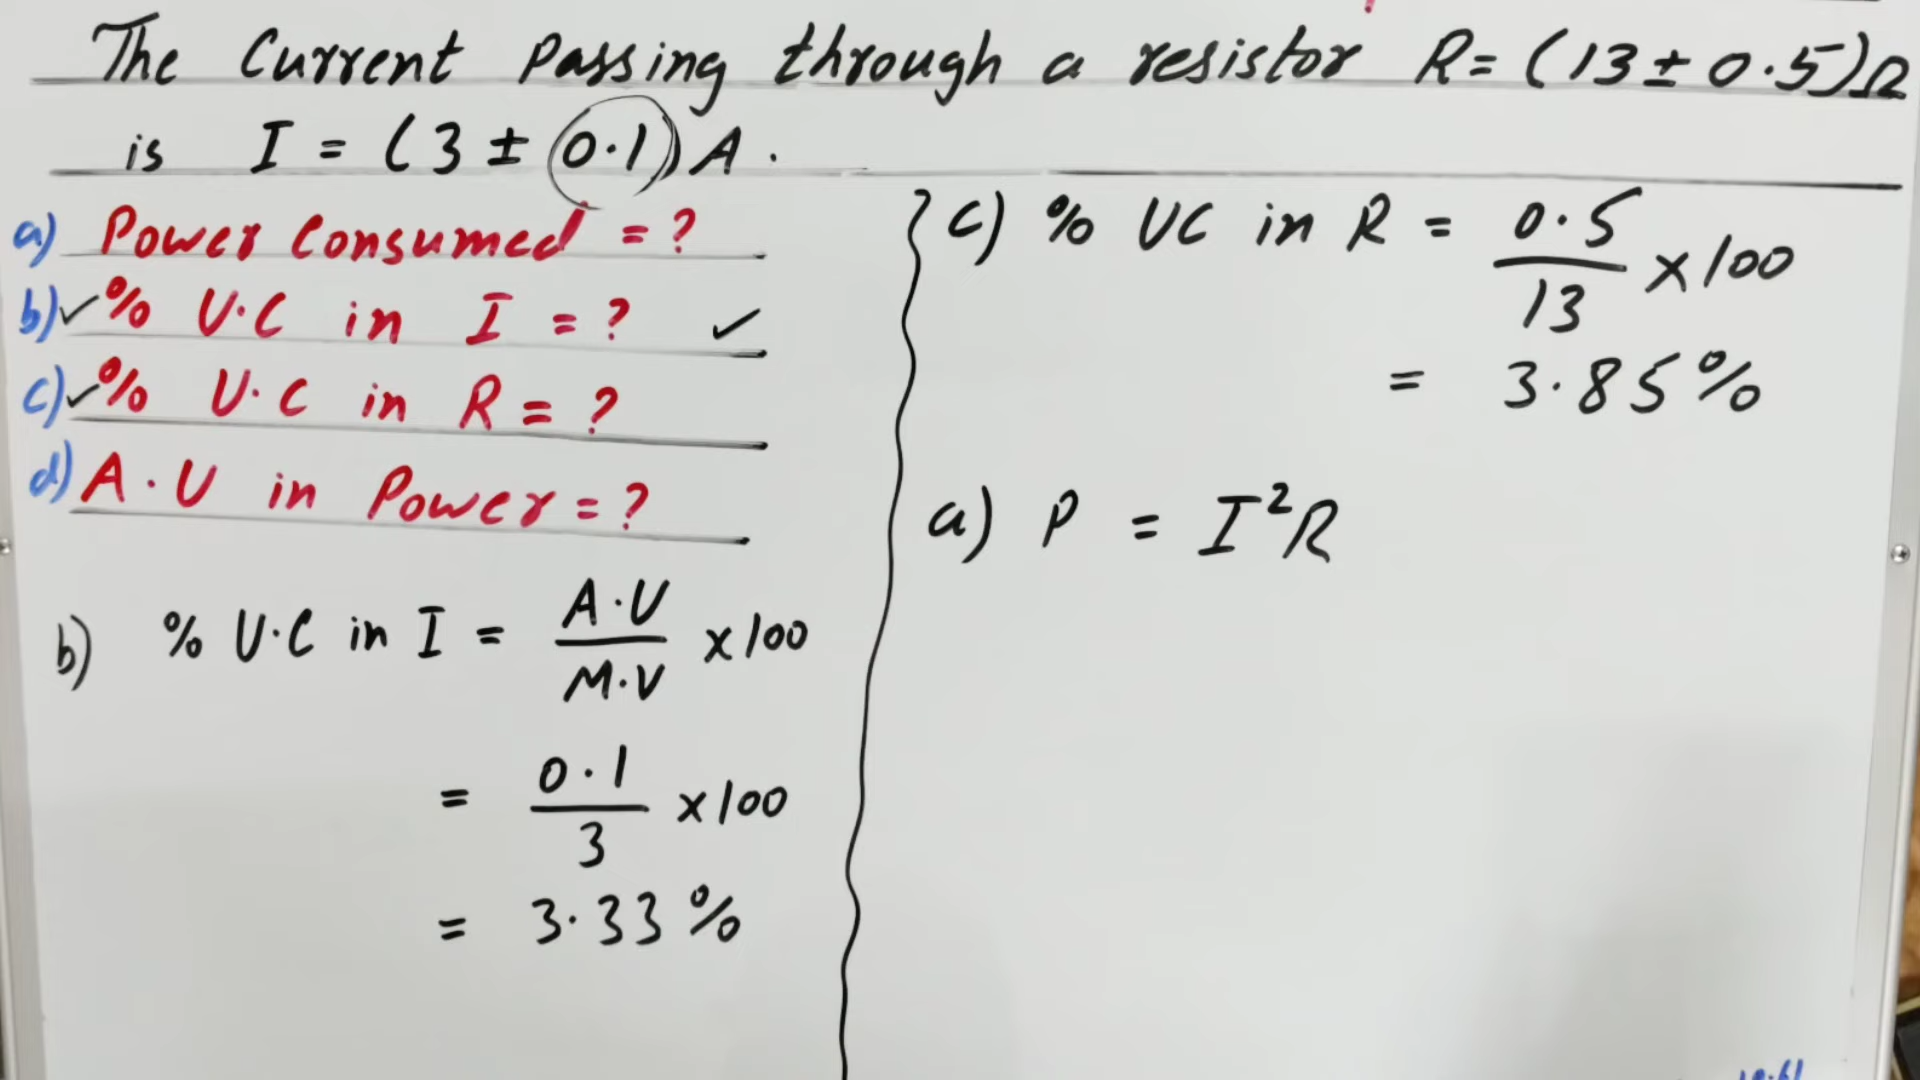 The Current Passing through a resistor R = (13 ± 0.5)Ω
is I = (3 ± 0.1) A.
a) Power Consumed = ?
b) ✓ % U.C in I = ? ✓
c) ✓ % U.C in R = ?
d) A.U in Power = ?
b) % U.C in I = A.U / M.V × 100
= 0.1 / 3 × 100
= 3.33 %
c) % UC in R = 0.5 / 13 × 100
= 3.85 %
a) P = I²R